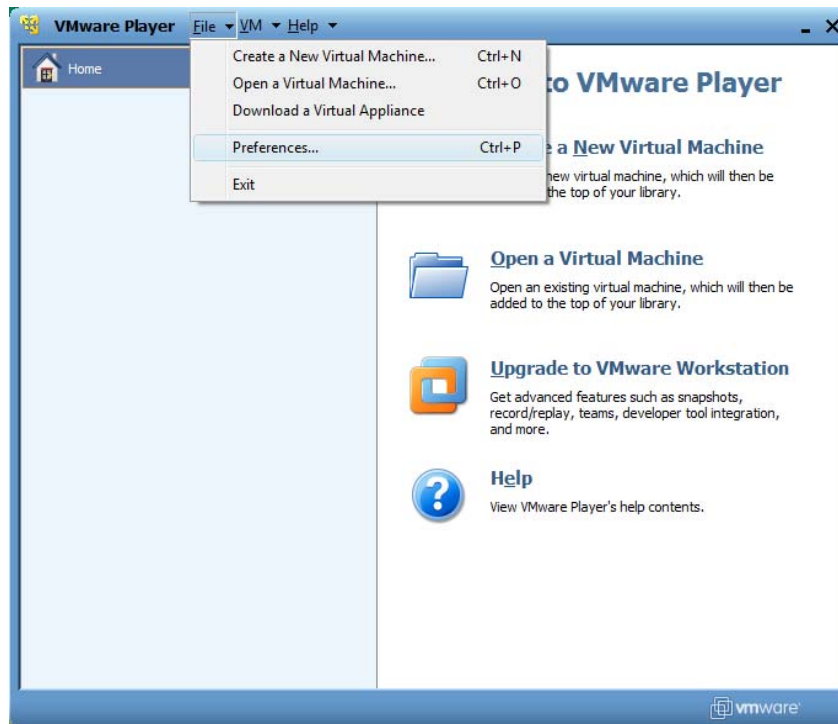 VMware Player File VM Help
Home
Create a New Virtual Machine... Ctrl+N
Open a Virtual Machine... Ctrl+O
Download a Virtual Appliance
Preferences... Ctrl+P
Exit
to VMware Player
a New Virtual Machine
new virtual machine, which will then be
the top of your library.
Open a Virtual Machine
Open an existing virtual machine, which will then be
added to the top of your library.
Upgrade to VMware Workstation
Get advanced features such as snapshots,
record/replay, teams, developer tool integration,
and more.
Help
View VMware Player's help contents.
vmware